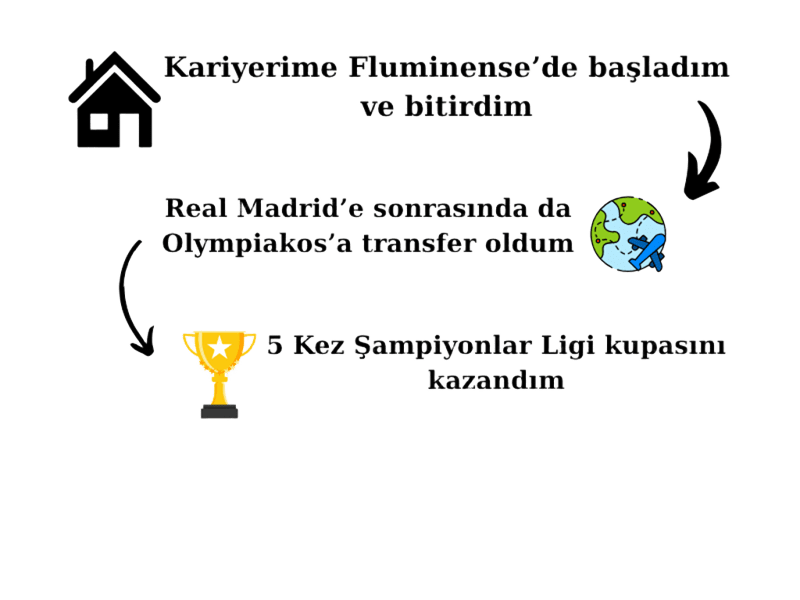 Kariyerime Fluminense’de başladım
ve bitirdim
Real Madrid’e sonrasında da
Olympiakos’a transfer oldum
5 Kez Şampiyonlar Ligi kupasını
kazandım